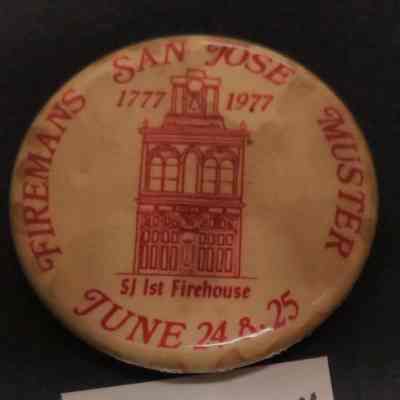 FIREMANS SAN JOSE MUSTER
1777 1977
SJ 1st Firehouse
JUNE 24 & 25